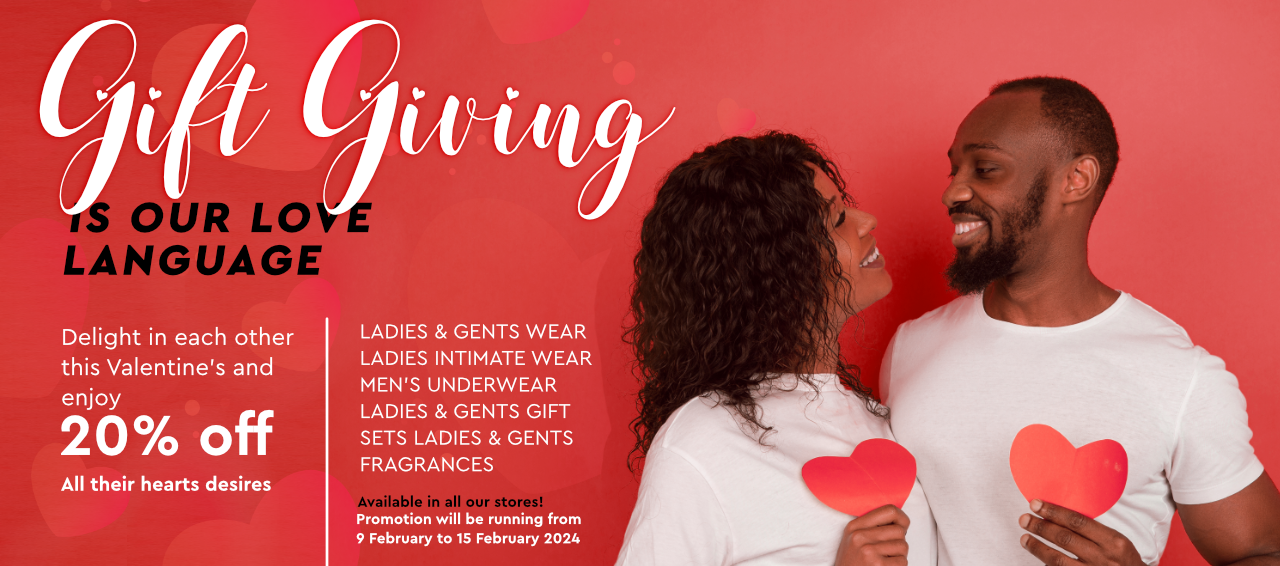 Gift Giving
IS OUR LOVE
LANGUAGE
Delight in each other
this Valentine's and
enjoy
20% off
All their hearts desires
LADIES & GENTS WEAR
LADIES INTIMATE WEAR
MEN'S UNDERWEAR
LADIES & GENTS GIFT
SETS LADIES & GENTS
FRAGRANCES
Available in all our stores!
Promotion will be running from
9 February to 15 February 2024